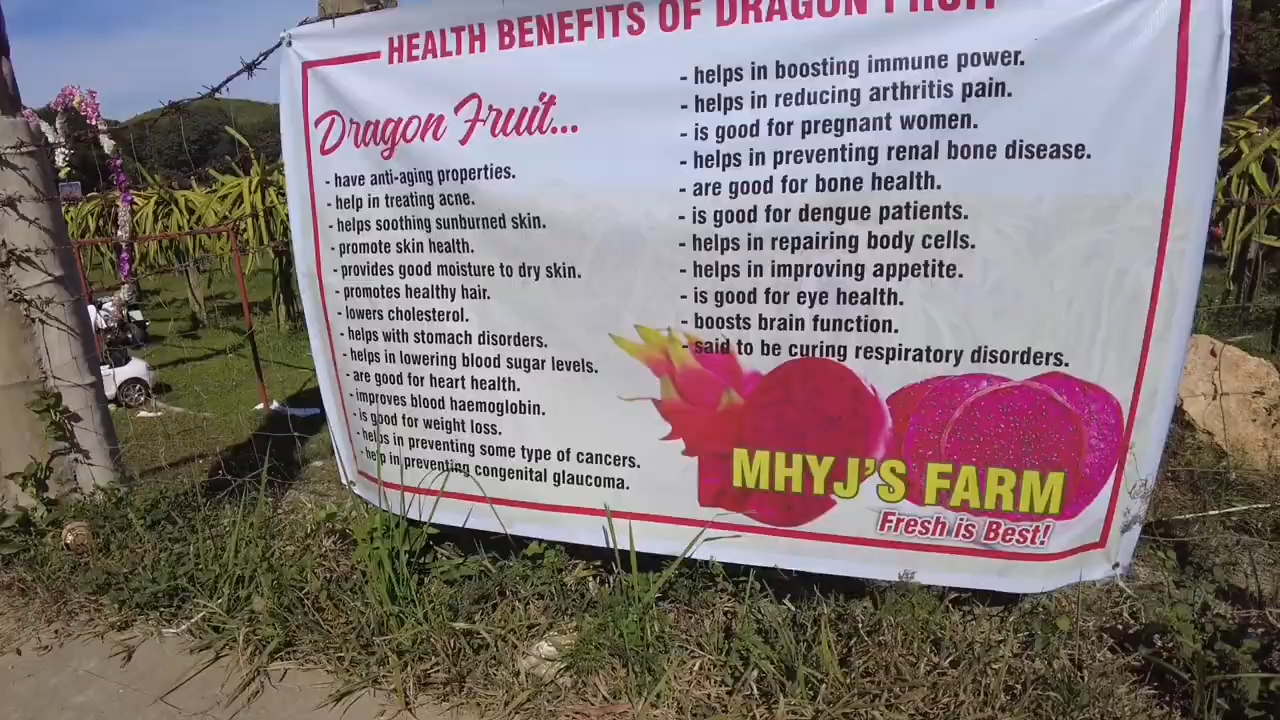 HEALTH BENEFITS OF DRAGON FRUIT
Dragon Fruit...
- have anti-aging properties.
- help in treating acne.
- helps soothing sunburned skin.
- promote skin health.
- provides good moisture to dry skin.
- promotes healthy hair.
- lowers cholesterol.
- helps with stomach disorders.
- helps in lowering blood sugar levels.
- are good for heart health.
- improves blood haemoglobin.
- is good for weight loss.
- helps in preventing some type of cancers.
- help in preventing congenital glaucoma.
- helps in boosting immune power.
- helps in reducing arthritis pain.
- is good for pregnant women.
- helps in preventing renal bone disease.
- are good for bone health.
- is good for dengue patients.
- helps in repairing body cells.
- helps in improving appetite.
- is good for eye health.
- boosts brain function.
- said to be curing respiratory disorders.
MHYJ'S FARM
Fresh is Best!